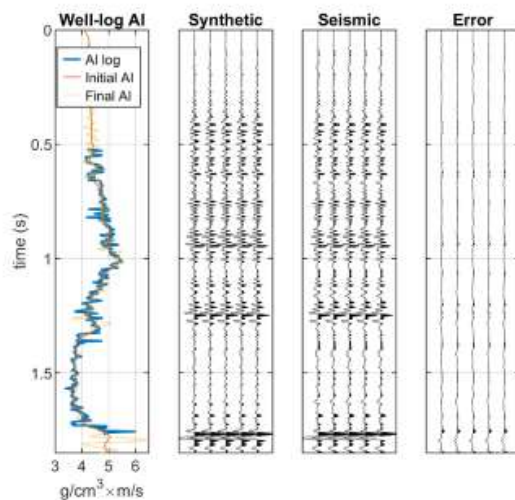 Well-log AI Synthetic Seismic Error
0
AI log
Initial AI
Final AI
0.5
time (s)
1
1.5
3 4 5 6
g/cm³×m/s